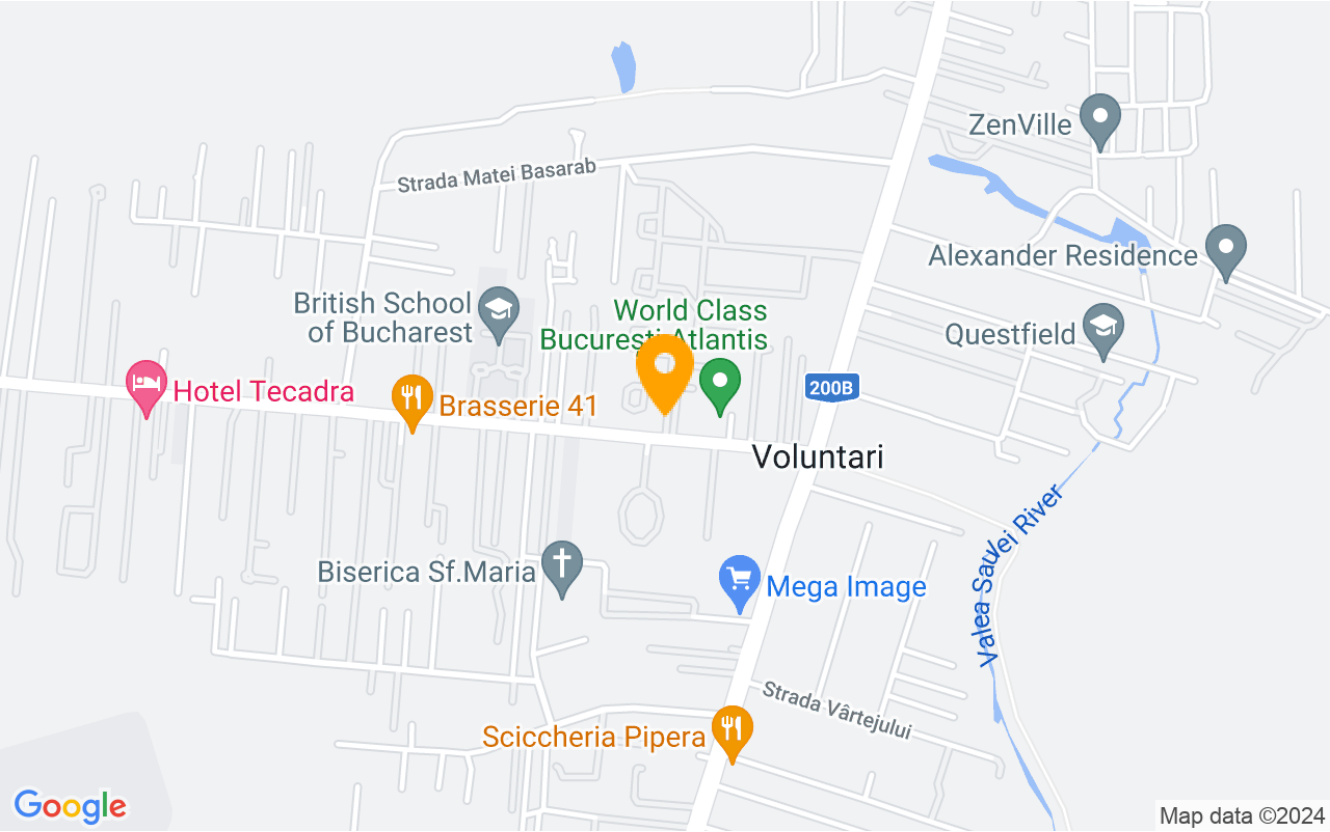 ZenVille
Strada Matei Basarab
Alexander Residence
British School
of Bucharest
World Class
Bucuresti Atlantis
Questfield
Hotel Tecadra
Brasserie 41
200B
Voluntari
Valea Saulei River
Biserica Sf.Maria
Mega Image
Strada Vârtejului
Sciccheria Pipera
Google
Map data ©2024